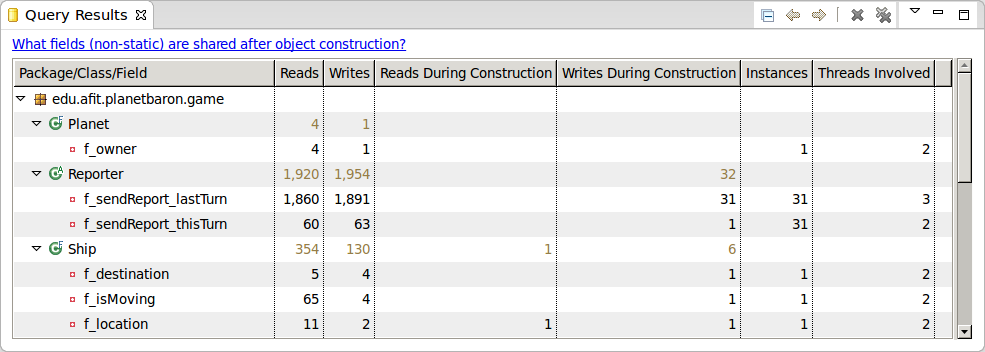 Query Results
What fields (non-static) are shared after object construction?
Package/Class/Field Reads Writes Reads During Construction Writes During Construction Instances Threads Involved
edu.afit.planetbaron.game
Planet 4 1
f_owner 4 1 1 2
Reporter 1,920 1,954 32
f_sendReport_lastTurn 1,860 1,891 31 31 3
f_sendReport_thisTurn 60 63 1 31 2
Ship 354 130 1 6
f_destination 5 4 1 1 2
f_isMoving 65 4 1 1 2
f_location 11 2 1 1 1 2